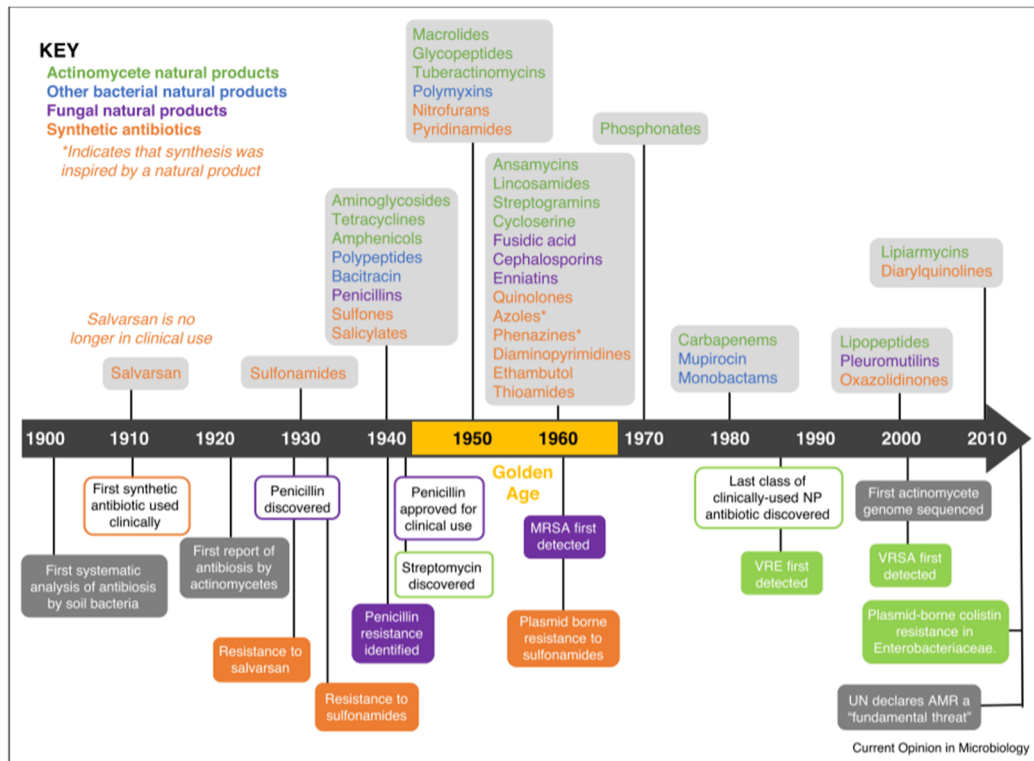 KEY
Actinomycete natural products
Other bacterial natural products
Fungal natural products
Synthetic antibiotics
*Indicates that synthesis was
inspired by a natural product
Salvarsan is no
longer in clinical use
Salvarsan
Sulfonamides
Aminoglycosides
Tetracyclines
Amphenicols
Polypeptides
Bacitracin
Penicillins
Sulfones
Salicylates
Macrolides
Glycopeptides
Tuberactinomycins
Polymyxins
Nitrofurans
Pyridinamides
Ansamycins
Lincosamides
Streptogramins
Cycloserine
Fusidic acid
Cephalosporins
Enniatins
Quinolones
Azoles*
Phenazines*
Diaminopyrimidines
Ethambutol
Thioamides
Phosphonates
Carbapenems
Mupirocin
Monobactams
Lipopeptides
Pleuromutilins
Oxazolidinones
Lipiarmycins
Diarylquinolines
1900 1910 1920 1930 1940 1950 1960 1970 1980 1990 2000 2010
Golden
Age
First systematic
analysis of antibiosis
by soil bacteria
First synthetic
antibiotic used
clinically
First report of
antibiosis by
actinomycetes
Penicillin
discovered
Resistance to
salvarsan
Resistance to
sulfonamides
Penicillin
resistance
identified
Penicillin
approved for
clinical use
Streptomycin
discovered
MRSA first
detected
Plasmid borne
resistance to
sulfonamides
Last class of
clinically-used NP
antibiotic discovered
VRE first
detected
First actinomycete
genome sequenced
VRSA first
detected
Plasmid-borne colistin
resistance in
Enterobacteriaceae.
UN declares AMR a
“fundamental threat”
Current Opinion in Microbiology